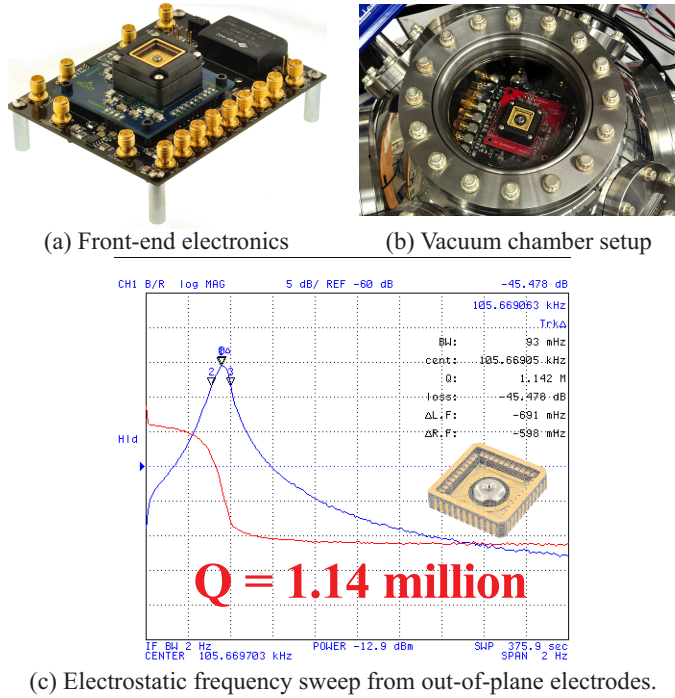 (a) Front-end electronics
(b) Vacuum chamber setup
CH1 B/R log MAG 5 dB/ REF -60 dB -45.478 dB
105.669063 kHz
Trk∆
BW: 93 mHz
cent: 105.66905 kHz
Q: 1.142 M
loss: -45.478 dB
∆L.F: -691 mHz
∆R.F: -598 mHz
2 3
Hld
Q = 1.14 million
IF BW 2 Hz POWER -12.9 dBm SWP 375.9 sec
CENTER 105.669703 kHz SPAN 2 Hz
(c) Electrostatic frequency sweep from out-of-plane electrodes.